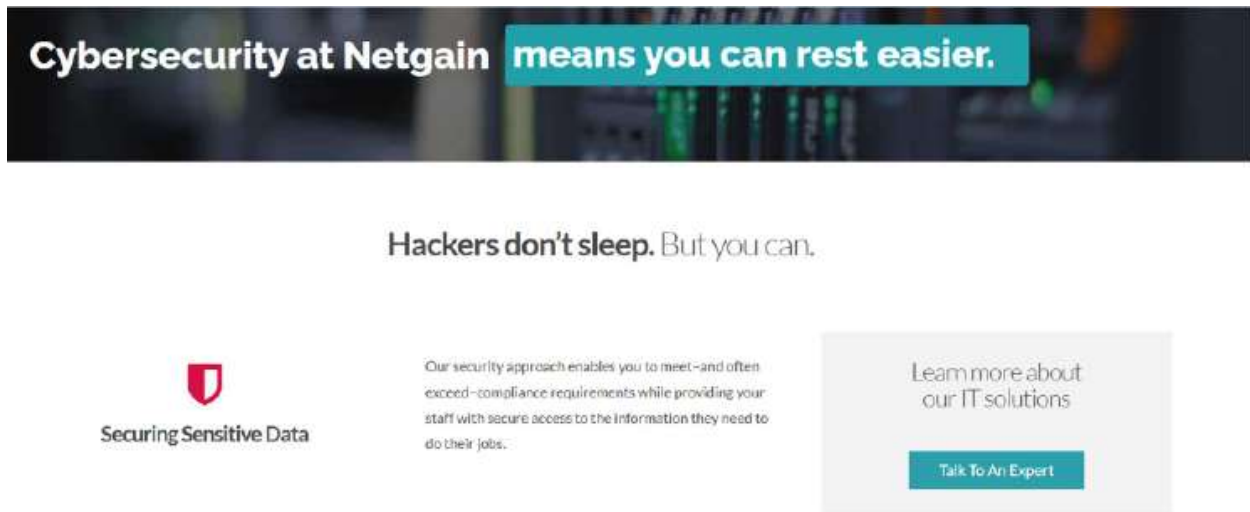 Cybersecurity at Netgain means you can rest easier.
Hackers don't sleep. But you can.
Securing Sensitive Data
Our security approach enables you to meet–and often
exceed–compliance requirements while providing your
staff with secure access to the information they need to
do their jobs.
Learn more about
our IT solutions
Talk To An Expert